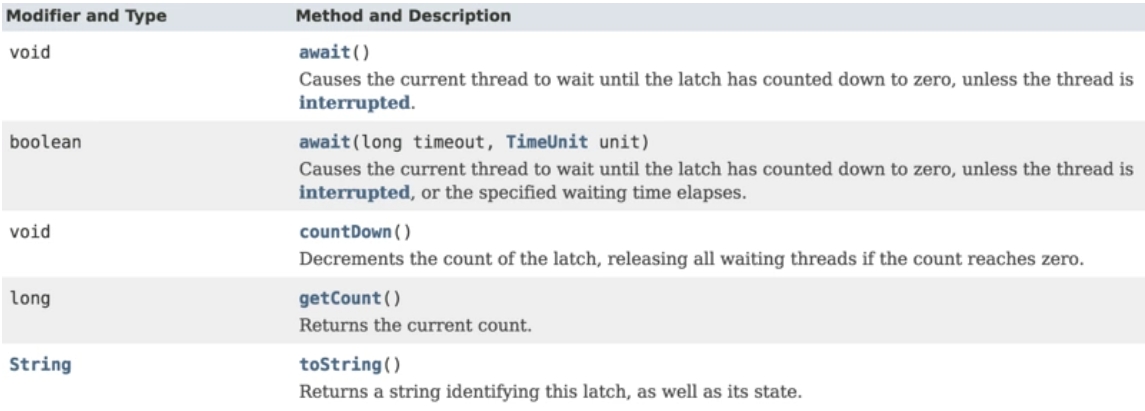 Modifier and Type Method and Description
void await()
Causes the current thread to wait until the latch has counted down to zero, unless the thread is
interrupted.
boolean await(long timeout, TimeUnit unit)
Causes the current thread to wait until the latch has counted down to zero, unless the thread is
interrupted, or the specified waiting time elapses.
void countDown()
Decrements the count of the latch, releasing all waiting threads if the count reaches zero.
long getCount()
Returns the current count.
String toString()
Returns a string identifying this latch, as well as its state.